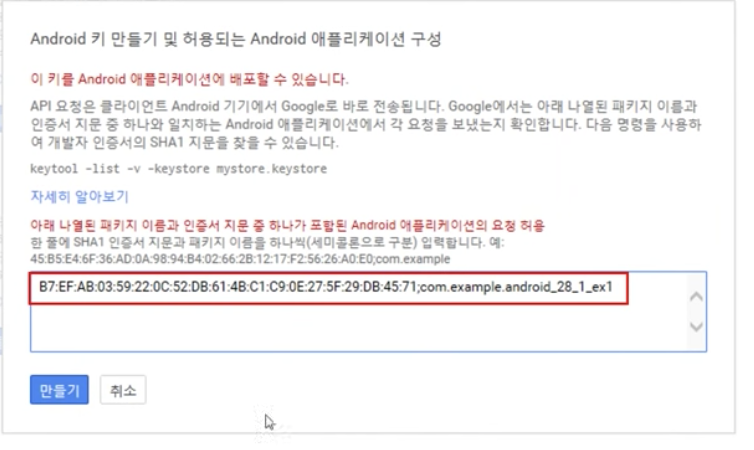 Android 키 만들기 및 허용되는 Android 애플리케이션 구성
이 키를 Android 애플리케이션에 배포할 수 있습니다.
API 요청은 클라이언트 Android 기기에서 Google로 바로 전송됩니다. Google에서는 아래 나열된 패키지 이름과
인증서 지문 중 하나와 일치하는 Android 애플리케이션에서 각 요청을 보냈는지 확인합니다. 다음 명령을 사용하
여 개발자 인증서의 SHA1 지문을 찾을 수 있습니다.
keytool -list -v -keystore mystore.keystore
자세히 알아보기
아래 나열된 패키지 이름과 인증서 지문 중 하나가 포함된 Android 애플리케이션의 요청 허용
한 줄에 SHA1 인증서 지문과 패키지 이름을 하나씩(세미콜론으로 구분) 입력합니다. 예:
45:B5:E4:6F:36:AD:0A:98:94:B4:02:66:2B:12:17:F2:56:26:A0:E0;com.example
B7:EF:AB:03:59:22:0C:52:DB:61:4B:C1:C9:0E:27:5F:29:DB:45:71;com.example.android_28_1_ex1
만들기
취소